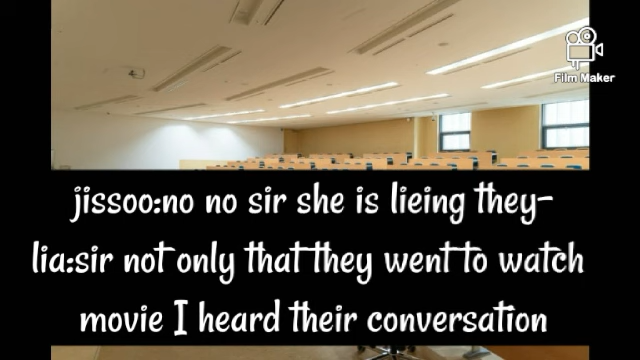 Film Maker
jissoo:no no sir she is lieing they-
lia:sir not only that they went to watch
movie I heard their conversation